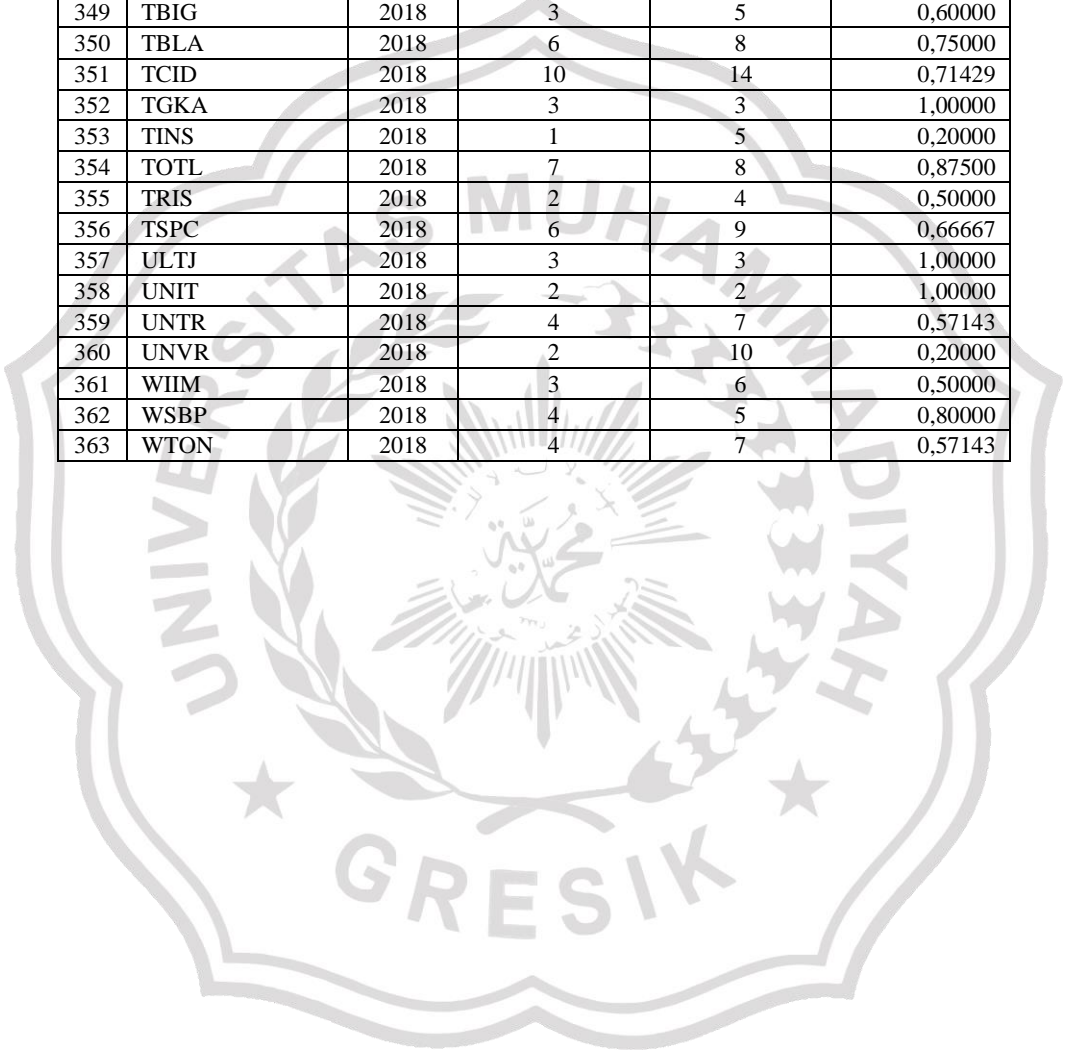 349 TBIG 2018 3 5 0,60000
350 TBLA 2018 6 8 0,75000
351 TCID 2018 10 14 0,71429
352 TGKA 2018 3 3 1,00000
353 TINS 2018 1 5 0,20000
354 TOTL 2018 7 8 0,87500
355 TRIS 2018 2 4 0,50000
356 TSPC 2018 6 9 0,66667
357 ULTJ 2018 3 3 1,00000
358 UNIT 2018 2 2 1,00000
359 UNTR 2018 4 7 0,57143
360 UNVR 2018 2 10 0,20000
361 WIIM 2018 3 6 0,50000
362 WSBP 2018 4 5 0,80000
363 WTON 2018 4 7 0,57143
UNIVERSITAS MUHAMMADIYAH
محمدية
GRESIK